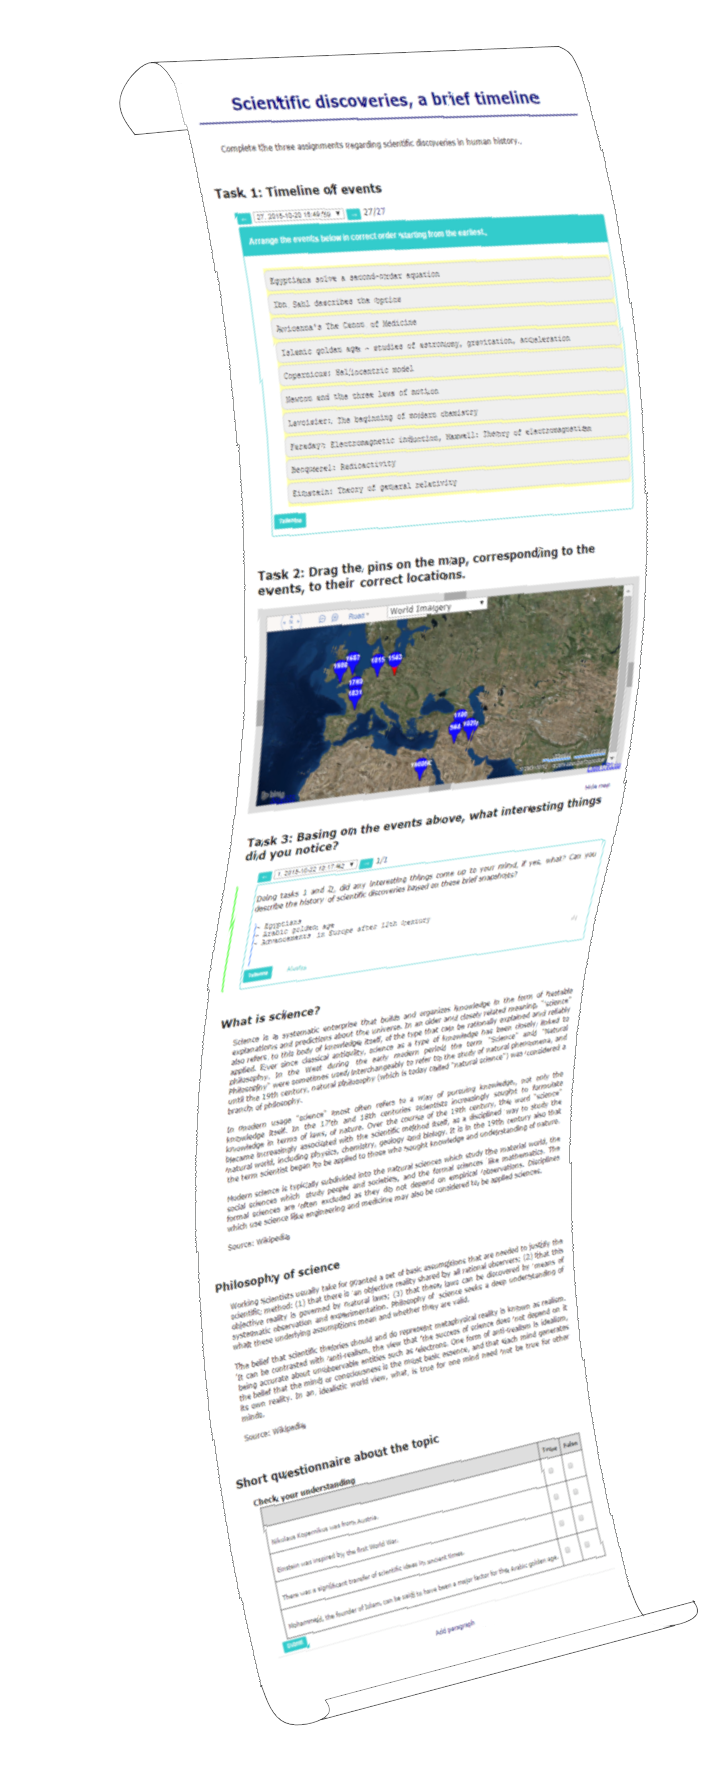 Scientific discoveries, a brief timeline
Complete the three assignments regarding scientific discoveries in human history.
Task 1: Timeline of events
27/27
Arrange the events below in correct order starting from the earliest.
Egyptians solve a second-order equation
Ibn Sahl describes the optics
Avicenna's The Canon of Medicine
Islamic golden age - studies of astronomy, gravitation, acceleration
Copernicus: Heliocentric model
Newton and the three laws of motion
Lavoisier: The beginning of modern chemistry
Faraday: Electromagnetic induction, Maxwell: Theory of electromagnetism
Becquerel: Radioactivity
Einstein: Theory of general relativity
Task 2: Drag the pins on the map, corresponding to the
events, to their correct locations.
Road
World Imagery
1687
1915
1543
1789
1831
984
1020
bing
Wide map
Task 3: Basing on the events above, what interesting things
did you notice?
1/1
Doing tasks 1 and 2, did any interesting things come up to your mind, if yes, what? Can you
describe the history of scientific discoveries based on these brief snapshots?
- Egyptians
- Arabic golden age
- Advancements in Europe after 12th Century
What is science?
Science is a systematic enterprise that builds and organizes knowledge in the form of testable
explanations and predictions about the universe. In an older and closely related meaning, "science"
also refers to this body of knowledge itself, of the type that can be rationally explained and reliably
applied. Ever since classical antiquity, science as a type of knowledge has been closely linked to
philosophy. In the West during the early modern period the term "Science" and "Natural
Philosophy" were sometimes used interchangeably to refer to the study of natural phenomena, and
until the 19th century, natural philosophy (which is today called "natural science") was considered a
branch of philosophy.
In modern usage "science" most often refers to a way of pursuing knowledge, not only the
knowledge itself. In the 17th and 18th centuries scientists increasingly sought to formulate
knowledge in terms of laws of nature. Over the course of the 19th century, the word "science"
became increasingly associated with the scientific method itself, as a disciplined way to study the
natural world, including physics, chemistry, geology and biology. It is in the 19th century also that
the term scientist began to be applied to those who sought knowledge and understanding of nature.
Modern science is typically subdivided into the natural sciences which study the material world, the
social sciences which study people and societies, and the formal sciences like mathematics. The
formal sciences are often excluded as they do not depend on empirical observations. Disciplines
which use science like engineering and medicine may also be considered to be applied sciences.
Source: Wikipedia
Philosophy of science
Working Scientists usually take for granted a set of basic assumptions that are needed to justify the
scientific method: (1) that there is an objective reality shared by all rational observers; (2) that this
objective reality is governed by natural laws; (3) that these laws can be discovered by means of
systematic observation and experimentation. Philosophy of science seeks a deep understanding of
what these underlying assumptions mean and whether they are valid.
The belief that scientific theories should and do represent metaphysical reality is known as realism.
It can be contrasted with anti-realism, the view that the success of science does not depend on it
being accurate about unobservable entities such as electrons. One form of anti-realism is idealism,
the belief that the mind or consciousness is the most basic essence, and that each mind generates
its own reality. In an idealistic world view, what is true for one mind need not be true for other
minds.
Source: Wikipedia
Short questionnaire about the topic
Check your understanding
True False
Nikolaus Kopernikus was from Austria.
Einstein was inspired by the first World War.
There was a significant transfer of scientific ideas in ancient times.
Mohammed, the founder of Islam, can be said to have been a major factor for the Arabic golden age.
Submit
Add paragraph